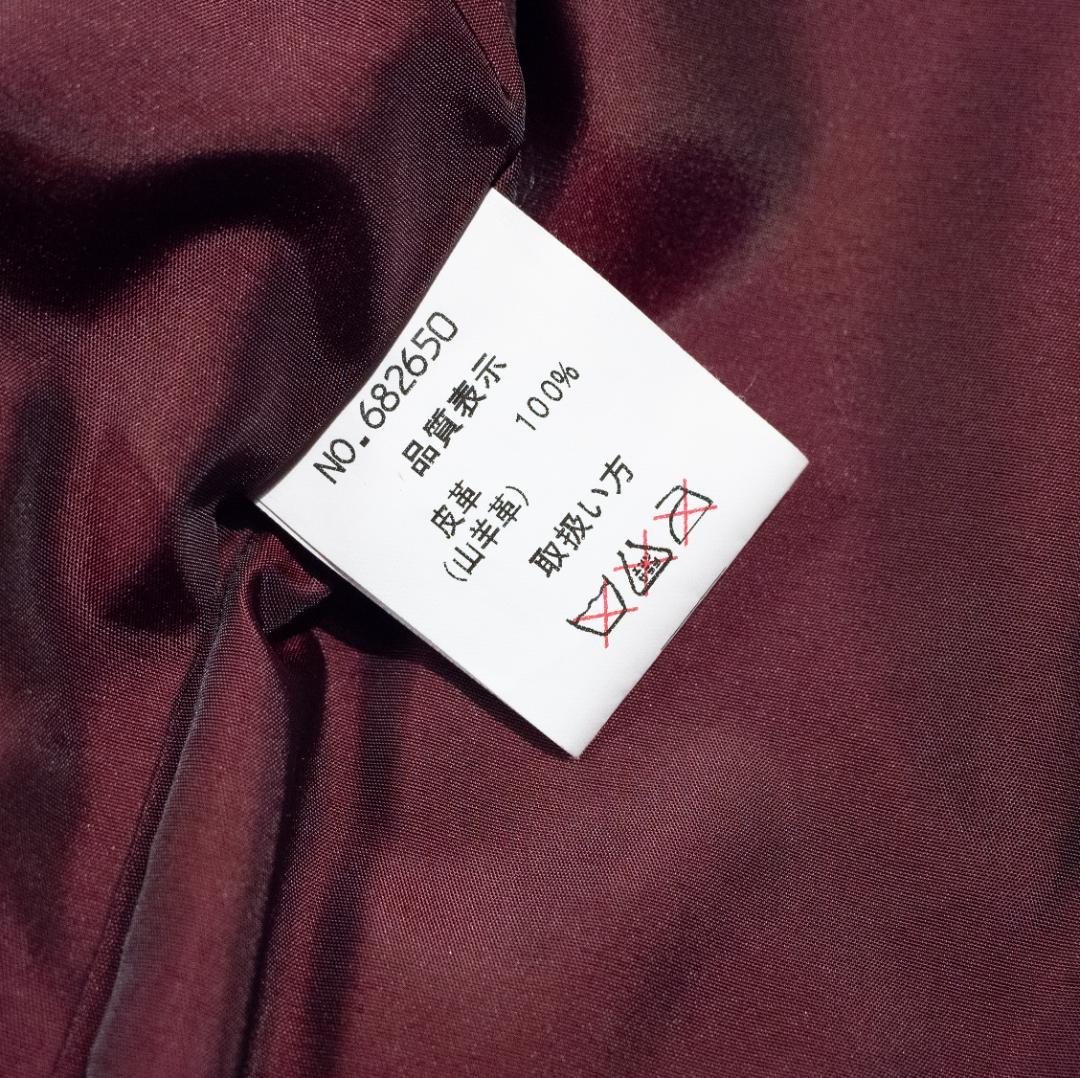 NO.682650
品質表示
皮革 100%
(山羊革)
取扱い方